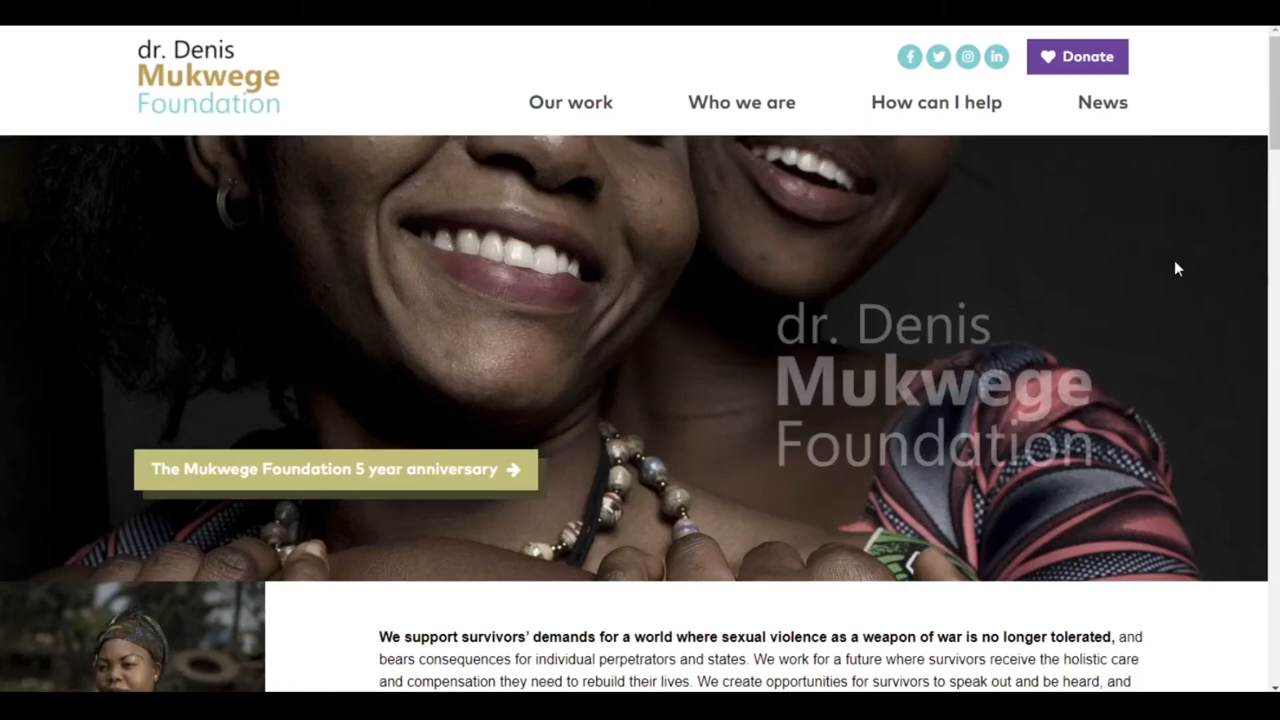 dr. Denis
Mukwege
Foundation
Donate
Our work
Who we are
How can I help
News
dr. Denis
Mukwege
Foundation
The Mukwege Foundation 5 year anniversary
We support survivors’ demands for a world where sexual violence as a weapon of war is no longer tolerated, and
bears consequences for individual perpetrators and states. We work for a future where survivors receive the holistic care
and compensation they need to rebuild their lives. We create opportunities for survivors to speak out and be heard, and